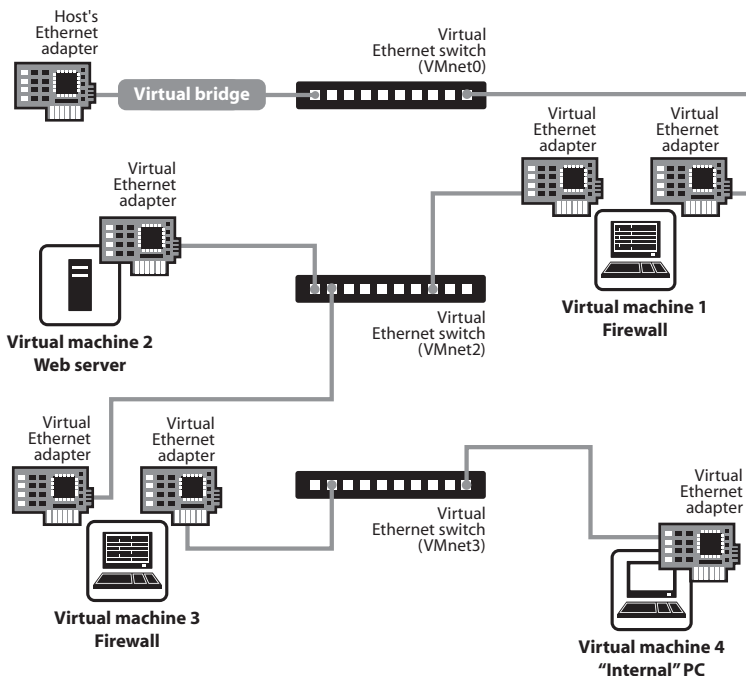 Host's
Ethernet
adapter
Virtual bridge
Virtual
Ethernet switch
(VMnet0)
Virtual
Ethernet
adapter
Virtual
Ethernet
adapter
Virtual machine 1
Firewall
Virtual
Ethernet
adapter
Virtual machine 2
Web server
Virtual
Ethernet switch
(VMnet2)
Virtual
Ethernet
adapter
Virtual
Ethernet
adapter
Virtual machine 3
Firewall
Virtual
Ethernet switch
(VMnet3)
Virtual
Ethernet
adapter
Virtual machine 4
“Internal” PC